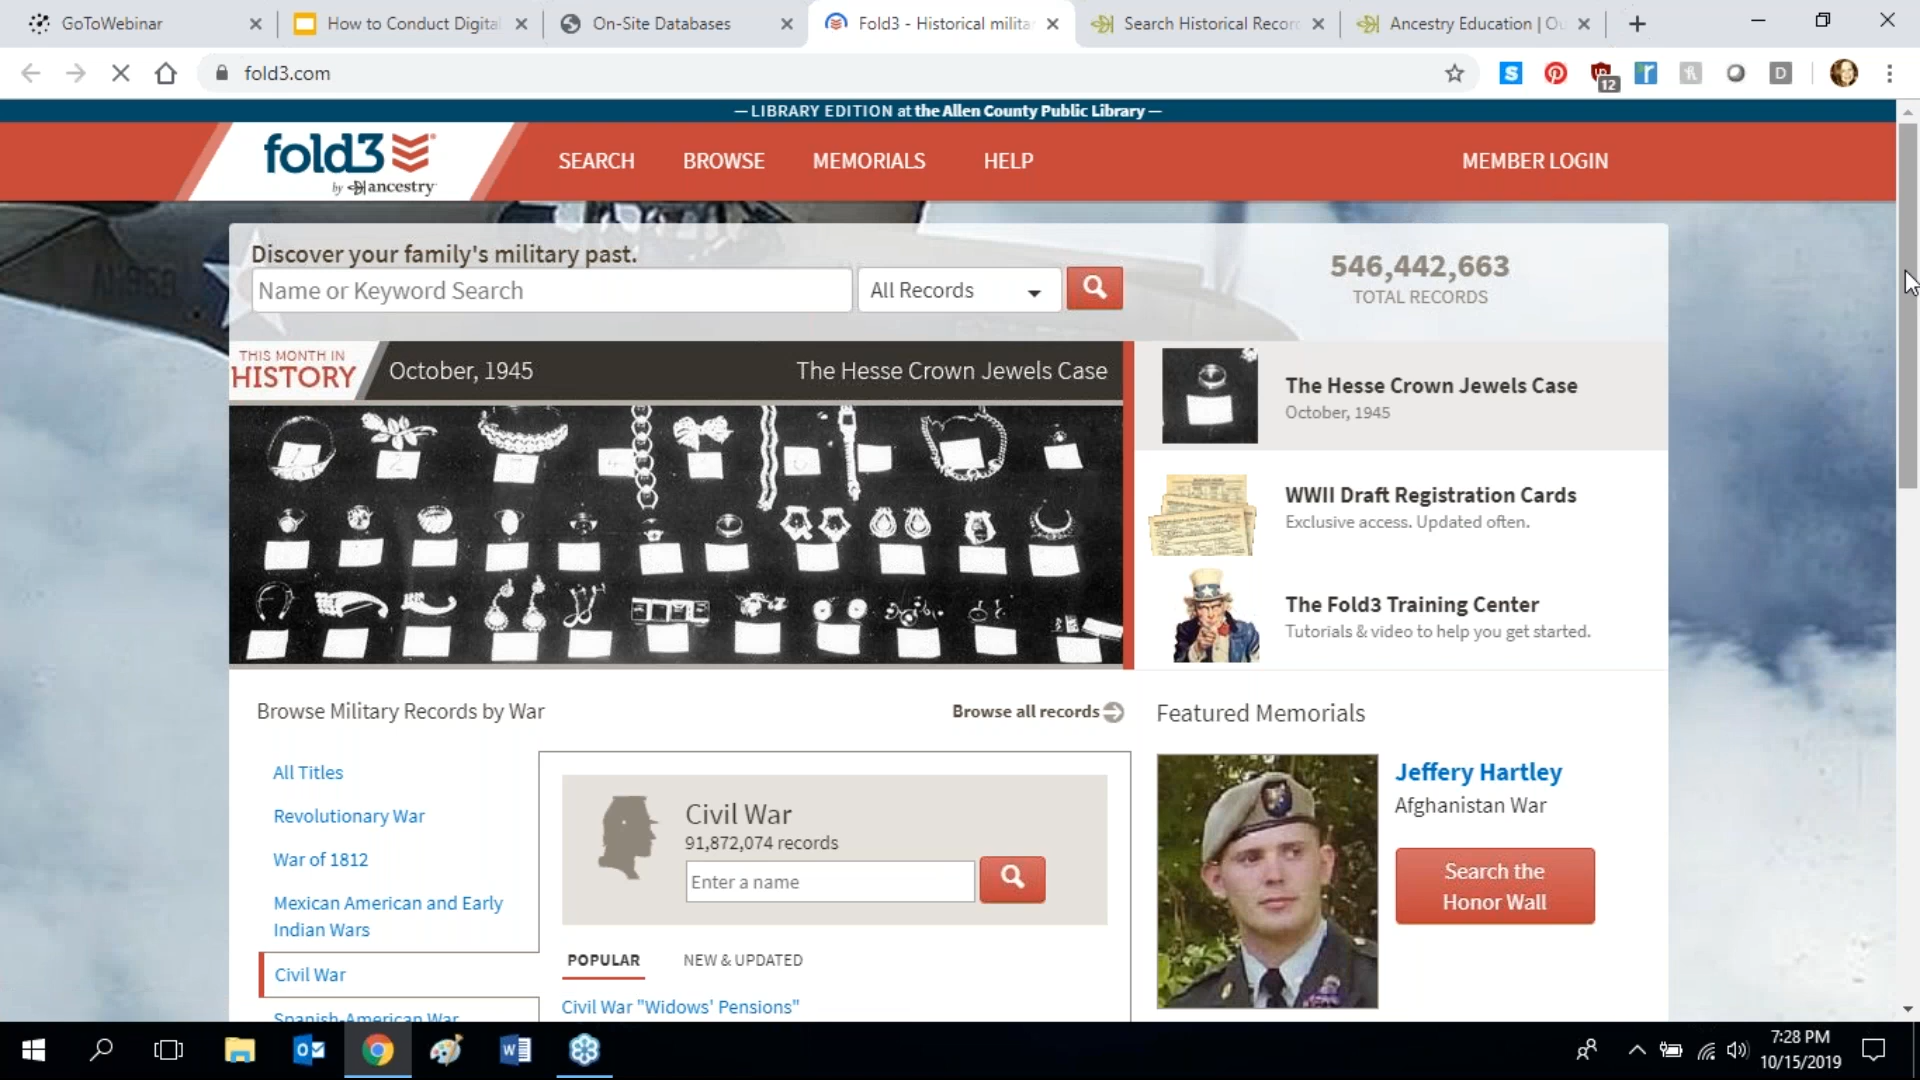 GoToWebinar
How to Conduct Digita
On-Site Databases
Fold3 - Historical milita
Search Historical Recor
Ancestry Education | Ou
fold3.com
12
— LIBRARY EDITION at the Allen County Public Library —
fold3
by ancestry
SEARCH
BROWSE
MEMORIALS
HELP
MEMBER LOGIN
Discover your family's military past.
Name or Keyword Search
All Records
546,442,663
TOTAL RECORDS
THIS MONTH IN
HISTORY
October, 1945
The Hesse Crown Jewels Case
The Hesse Crown Jewels Case
October, 1945
WWII Draft Registration Cards
Exclusive access. Updated often.
The Fold3 Training Center
Tutorials & video to help you get started.
Browse Military Records by War
Browse all records
All Titles
Revolutionary War
War of 1812
Mexican American and Early
Indian Wars
Civil War
Spanish-American War
Civil War
91,872,074 records
Enter a name
POPULAR
NEW & UPDATED
Civil War "Widows' Pensions"
Featured Memorials
Jeffery Hartley
Afghanistan War
Search the
Honor Wall
7:28 PM
10/15/2019